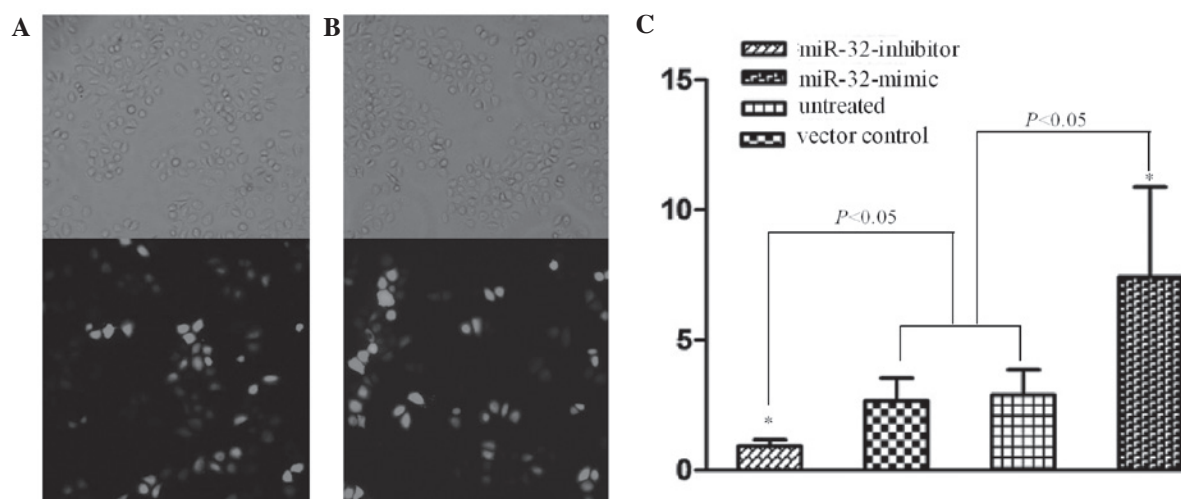 A
B
C
miR-32-inhibitor
miR-32-mimic
untreated
vector control
15
10
5
0
P<0.05
P<0.05
*
*